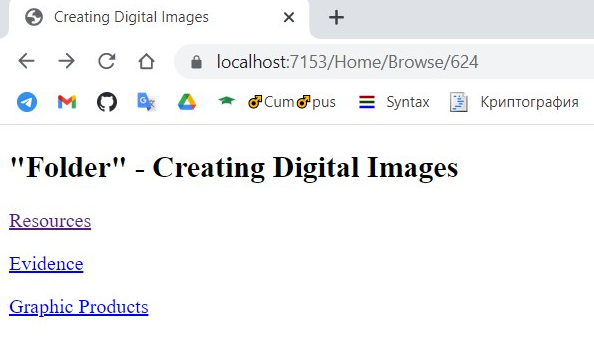 Creating Digital Images
localhost:7153/Home/Browse/624
Cum♂pus Syntax Криптография
"Folder" - Creating Digital Images
Resources
Evidence
Graphic Products